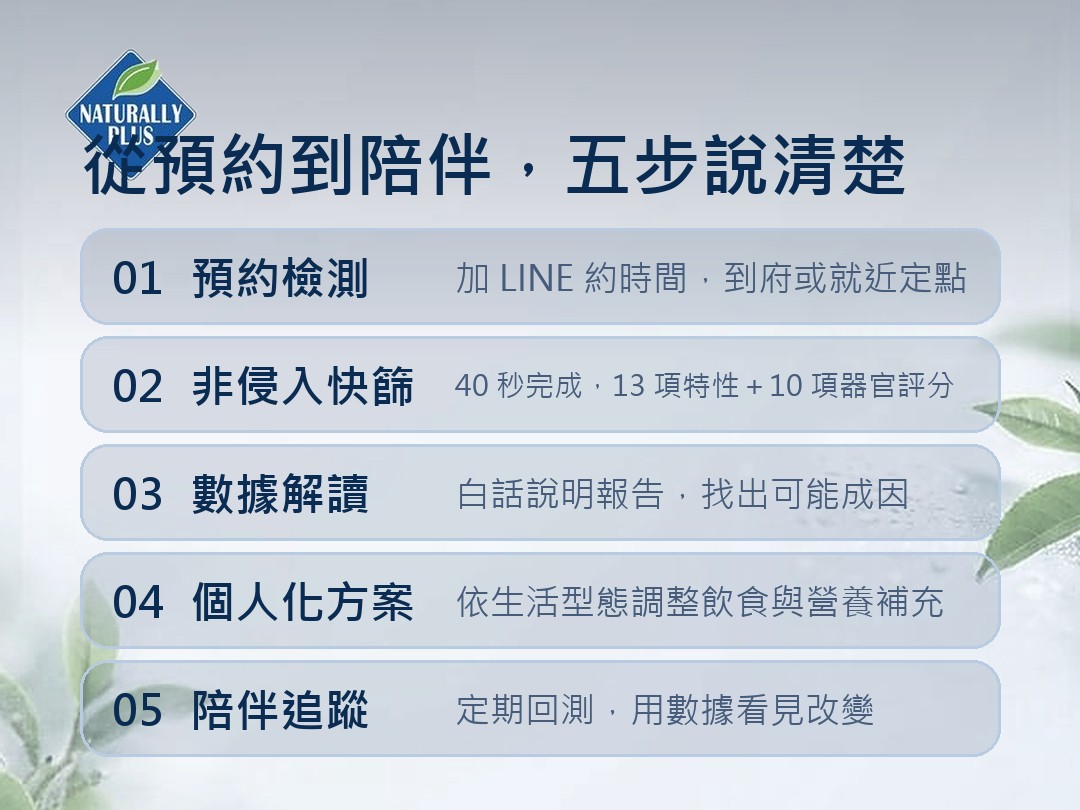 NATURALLY
PLUS
從預約到陪伴，五步說清楚
01 預約檢測 加 LINE 約時間，到府或就近定點
02 非侵入快篩 40 秒完成，13 項特性＋10 項器官評分
03 數據解讀 白話說明報告，找出可能成因
04 個人化方案 依生活型態調整飲食與營養補充
05 陪伴追蹤 定期回測，用數據看見改變